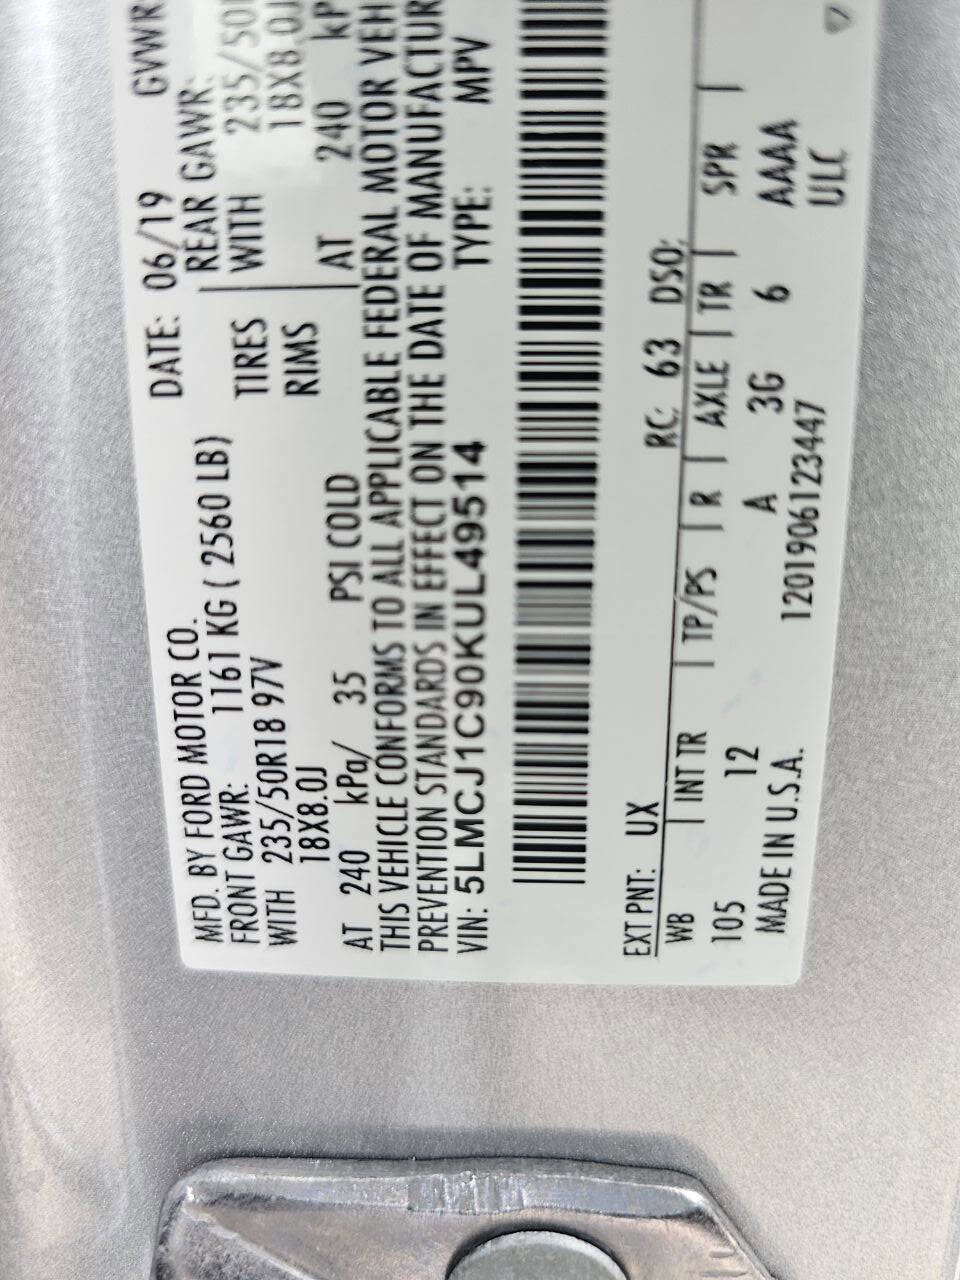 MFD. BY FORD MOTOR CO. DATE: 06/19 GVWR
FRONT GAWR: 1161 KG ( 2560 LB) REAR GAWR:
WITH 235/50R18 97V TIRES WITH 235/50
18X8.0J RIMS 18X8.0J
AT 240 kPa/ 35 PSI COLD AT 240 kP
THIS VEHICLE CONFORMS TO ALL APPLICABLE FEDERAL MOTOR VEH
PREVENTION STANDARDS IN EFFECT ON THE DATE OF MANUFACTUR
VIN: 5LMCJ1C90KUL49514 TYPE: MPV
EXT PNT: UX RC: 63 DSO:
WB | INT TR | TP/PS | R | AXLE | TR | SPR |
105 12 A 3G 6 AAAA
MADE IN U.S.A. 1201906123447 ULC